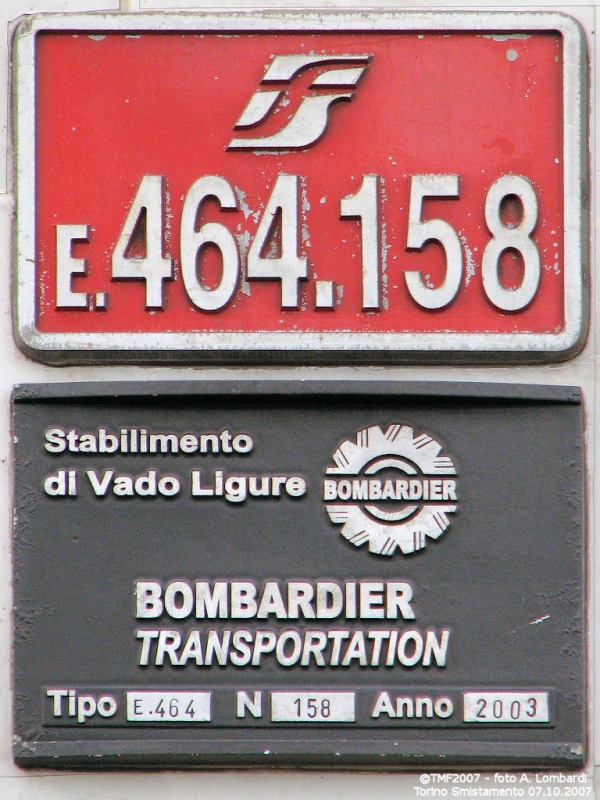 E.464.158
Stabilimento
di Vado Ligure
BOMBARDIER
BOMBARDIER
TRANSPORTATION
Tipo E.464 N 158 Anno 2003
©TMF2007 - foto A. Lombardi
Torino Smistamento 07.10.2007